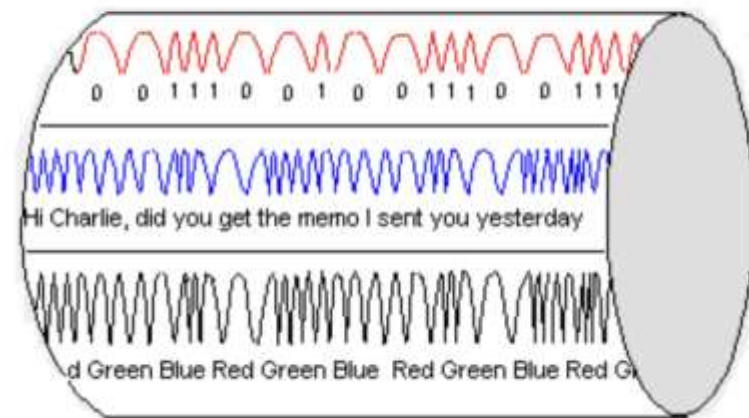 0 0 1 1 1 0 0 1 0 0 1 1 1 0 0 1 1 1
Hi Charlie, did you get the memo I sent you yesterday
d Green Blue Red Green Blue Red Green Blue Red G